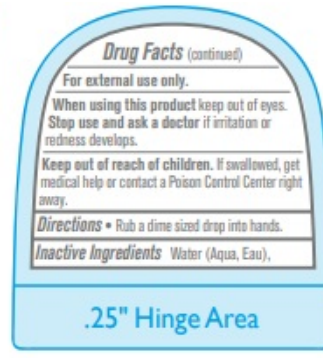 Drug Facts (continued)
For external use only.
When using this product keep out of eyes.
Stop use and ask a doctor if irritation or
redness develops.
Keep out of reach of children. If swallowed, get
medical help or contact a Poison Control Center right
away.
Directions • Rub a dime sized drop into hands.
Inactive Ingredients Water (Aqua, Eau),
.25" Hinge Area